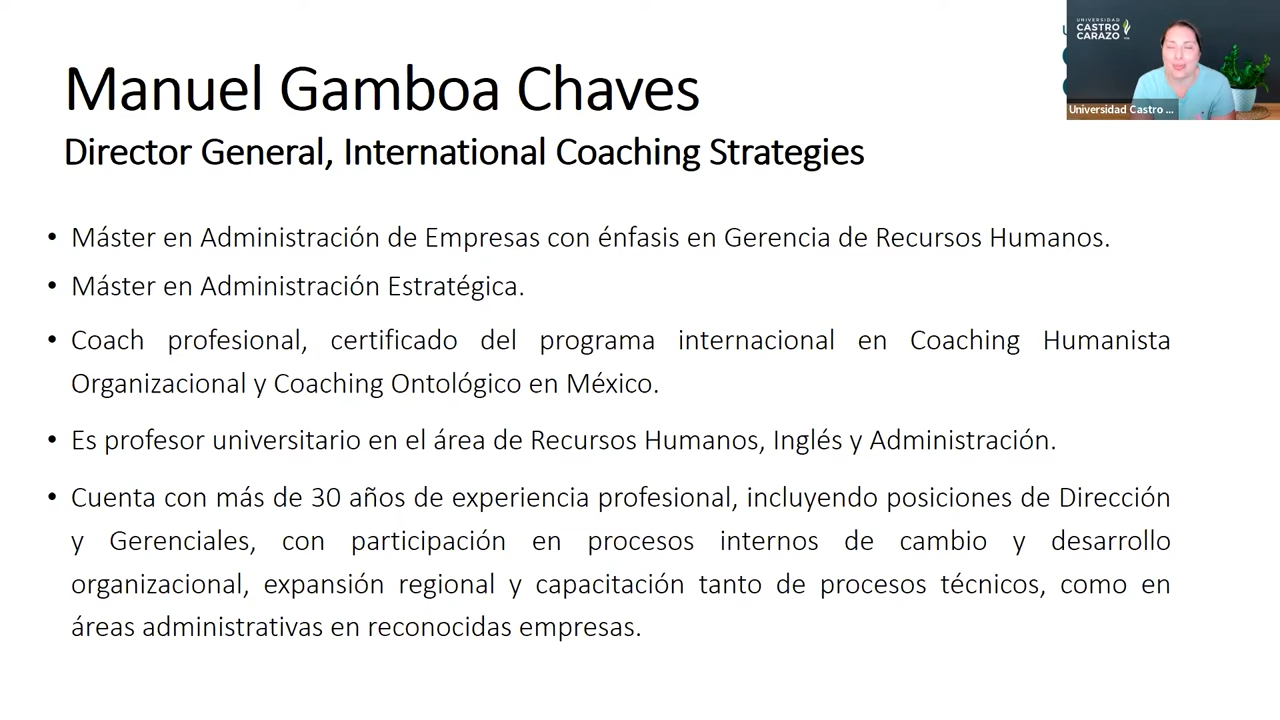 Manuel Gamboa Chaves
Director General, International Coaching Strategies
• Máster en Administración de Empresas con énfasis en Gerencia de Recursos Humanos.
• Máster en Administración Estratégica.
• Coach profesional, certificado del programa internacional en Coaching Humanista
Organizacional y Coaching Ontológico en México.
• Es profesor universitario en el área de Recursos Humanos, Inglés y Administración.
• Cuenta con más de 30 años de experiencia profesional, incluyendo posiciones de Dirección
y Gerenciales, con participación en procesos internos de cambio y desarrollo
organizacional, expansión regional y capacitación tanto de procesos técnicos, como en
áreas administrativas en reconocidas empresas.
UNIVERSIDAD
CASTRO
CARAZO
Universidad Castro ...